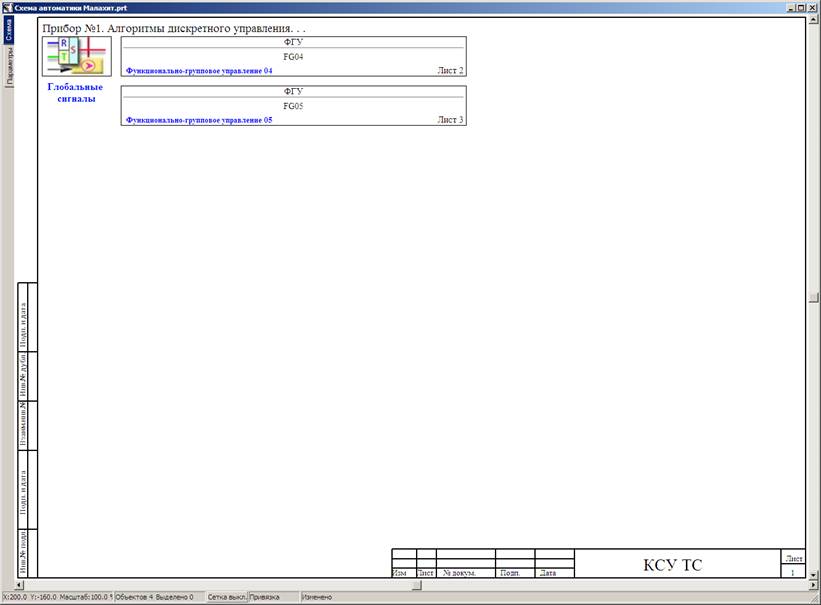 Схема автоматики Малахит.prt
Схема
Параметры
Прибор №1. Алгоритмы дискретного управления. . .
R
S
T
Глобальные
сигналы
ФГУ
FG04
Функционально-групповое управление 04
Лист 2
ФГУ
FG05
Функционально-групповое управление 05
Лист 3
Подп. и дата
Инв.№ дубл.
Взаиминв.№
Подп. и дата
Инв.№ подп
Изм
Лист
№ докум.
Подп.
Дата
КСУ ТС
Лист
1
X:200.0 Y:-160.0 Масштаб:100.0 Объектов 4 Выделено 0 Сетка выкл. Привязка Изменено